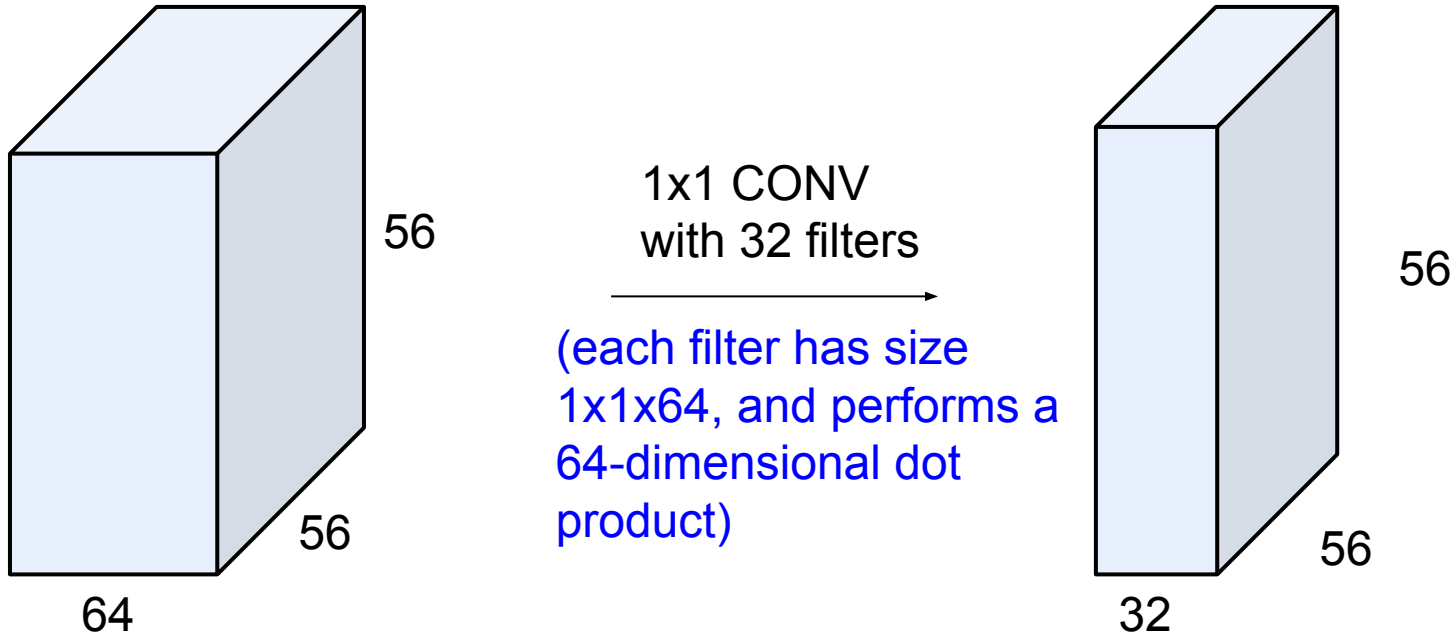 56
56
64
1x1 CONV
with 32 filters
(each filter has size
1x1x64, and performs a
64-dimensional dot
product)
56
56
32